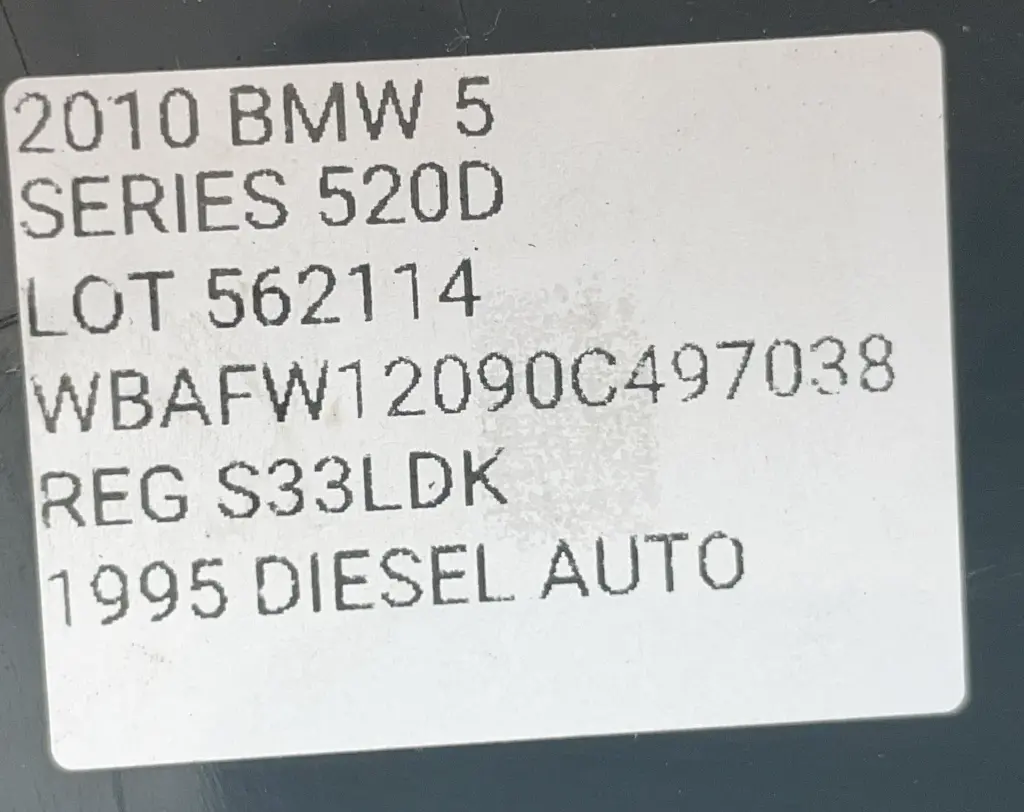 2010 BMW 5
SERIES 520D
LOT 562114
WBAFW12090C497038
REG S33LDK
1995 DIESEL AUTO